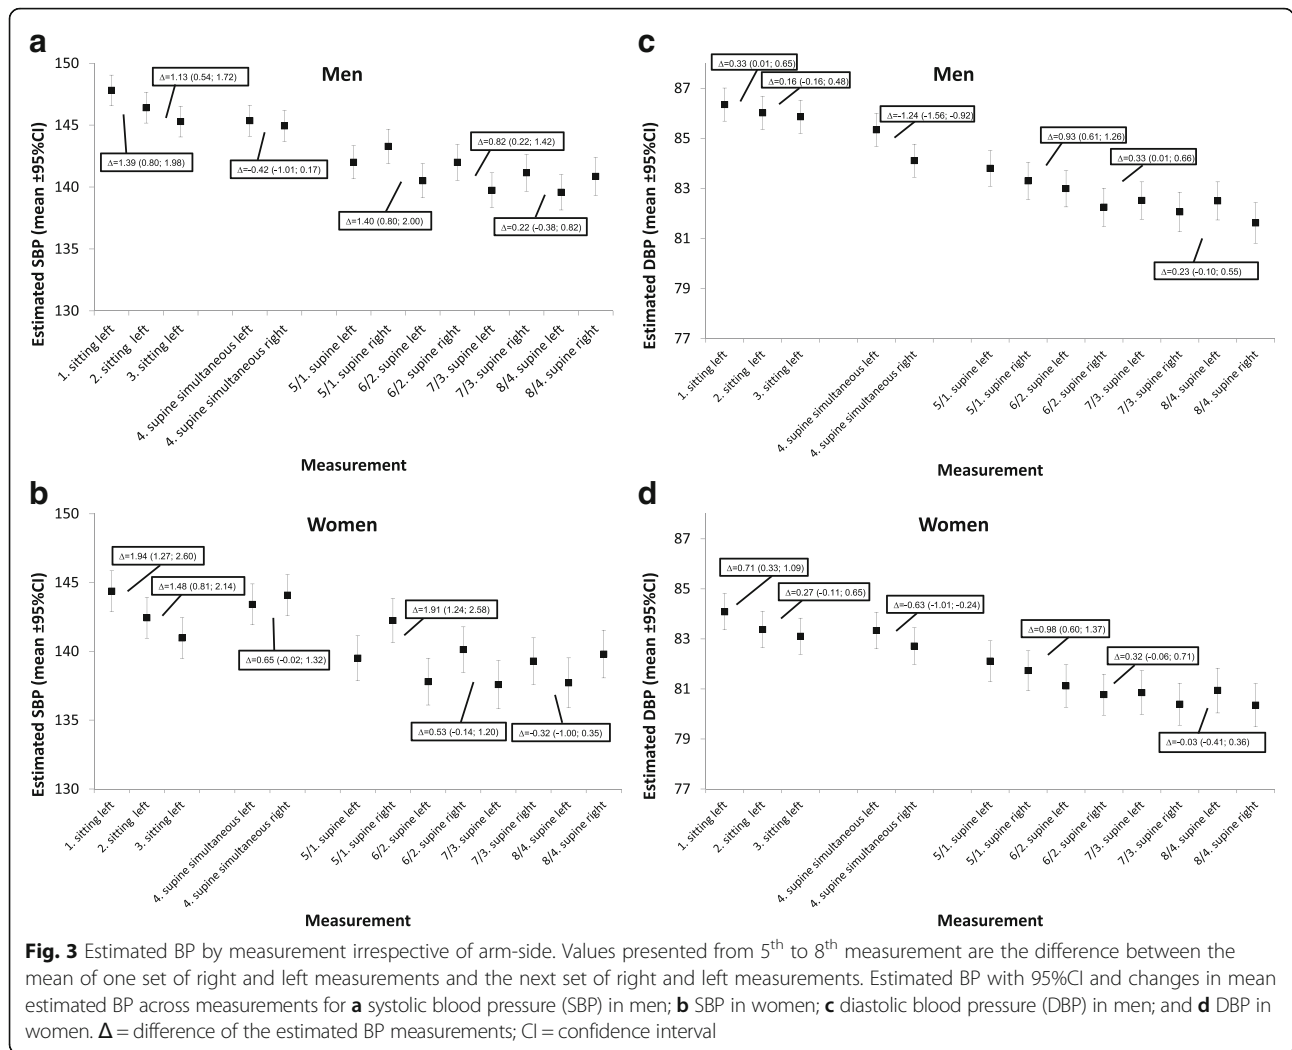 a
Men
Estimated SBP (mean ±95%CI)
150
145
140
135
130
Δ=1.13 (0.54; 1.72)
Δ=1.39 (0.80; 1.98)
Δ=-0.42 (-1.01; 0.17)
Δ=0.82 (0.22; 1.42)
Δ=1.40 (0.80; 2.00)
Δ=0.22 (-0.38; 0.82)
1. sitting left
2. sitting left
3. sitting left
4. supine simultaneous left
4. supine simultaneous right
5/1. supine left
5/1. supine right
6/2. supine left
6/2. supine right
7/3. supine left
7/3. supine right
8/4. supine left
8/4. supine right
Measurement
c
Men
Estimated DBP (mean ±95%CI)
87
85
83
81
79
77
Δ=0.33 (0.01; 0.65)
Δ=0.16 (-0.16; 0.48)
Δ=-1.24 (-1.56; -0.92)
Δ=0.93 (0.61; 1.26)
Δ=0.33 (0.01; 0.66)
Δ=0.23 (-0.10; 0.55)
1. sitting left
2. sitting left
3. sitting left
4. supine simultaneous left
4. supine simultaneous right
5/1. supine left
5/1. supine right
6/2. supine left
6/2. supine right
7/3. supine left
7/3. supine right
8/4. supine left
8/4. supine right
Measurement
b
Women
Estimated SBP (mean ±95%CI)
150
145
140
135
130
Δ=1.94 (1.27; 2.60)
Δ=1.48 (0.81; 2.14)
Δ=0.65 (-0.02; 1.32)
Δ=1.91 (1.24; 2.58)
Δ=0.53 (-0.14; 1.20)
Δ=-0.32 (-1.00; 0.35)
1. sitting left
2. sitting left
3. sitting left
4. supine simultaneous left
4. supine simultaneous right
5/1. supine left
5/1. supine right
6/2. supine left
6/2. supine right
7/3. supine left
7/3. supine right
8/4. supine left
8/4. supine right
Measurement
d
Women
Estimated DBP (mean ±95%CI)
87
85
83
81
79
77
Δ=0.71 (0.33; 1.09)
Δ=0.27 (-0.11; 0.65)
Δ=-0.63 (-1.01; -0.24)
Δ=0.98 (0.60; 1.37)
Δ=0.32 (-0.06; 0.71)
Δ=-0.03 (-0.41; 0.36)
1. sitting left
2. sitting left
3. sitting left
4. supine simultaneous left
4. supine simultaneous right
5/1. supine left
5/1. supine right
6/2. supine left
6/2. supine right
7/3. supine left
7/3. supine right
8/4. supine left
8/4. supine right
Measurement
Fig. 3 Estimated BP by measurement irrespective of arm-side. Values presented from 5th to 8th measurement are the difference between the
mean of one set of right and left measurements and the next set of right and left measurements. Estimated BP with 95%CI and changes in mean
estimated BP across measurements for a systolic blood pressure (SBP) in men; b SBP in women; c diastolic blood pressure (DBP) in men; and d DBP in
women. Δ = difference of the estimated BP measurements; CI = confidence interval